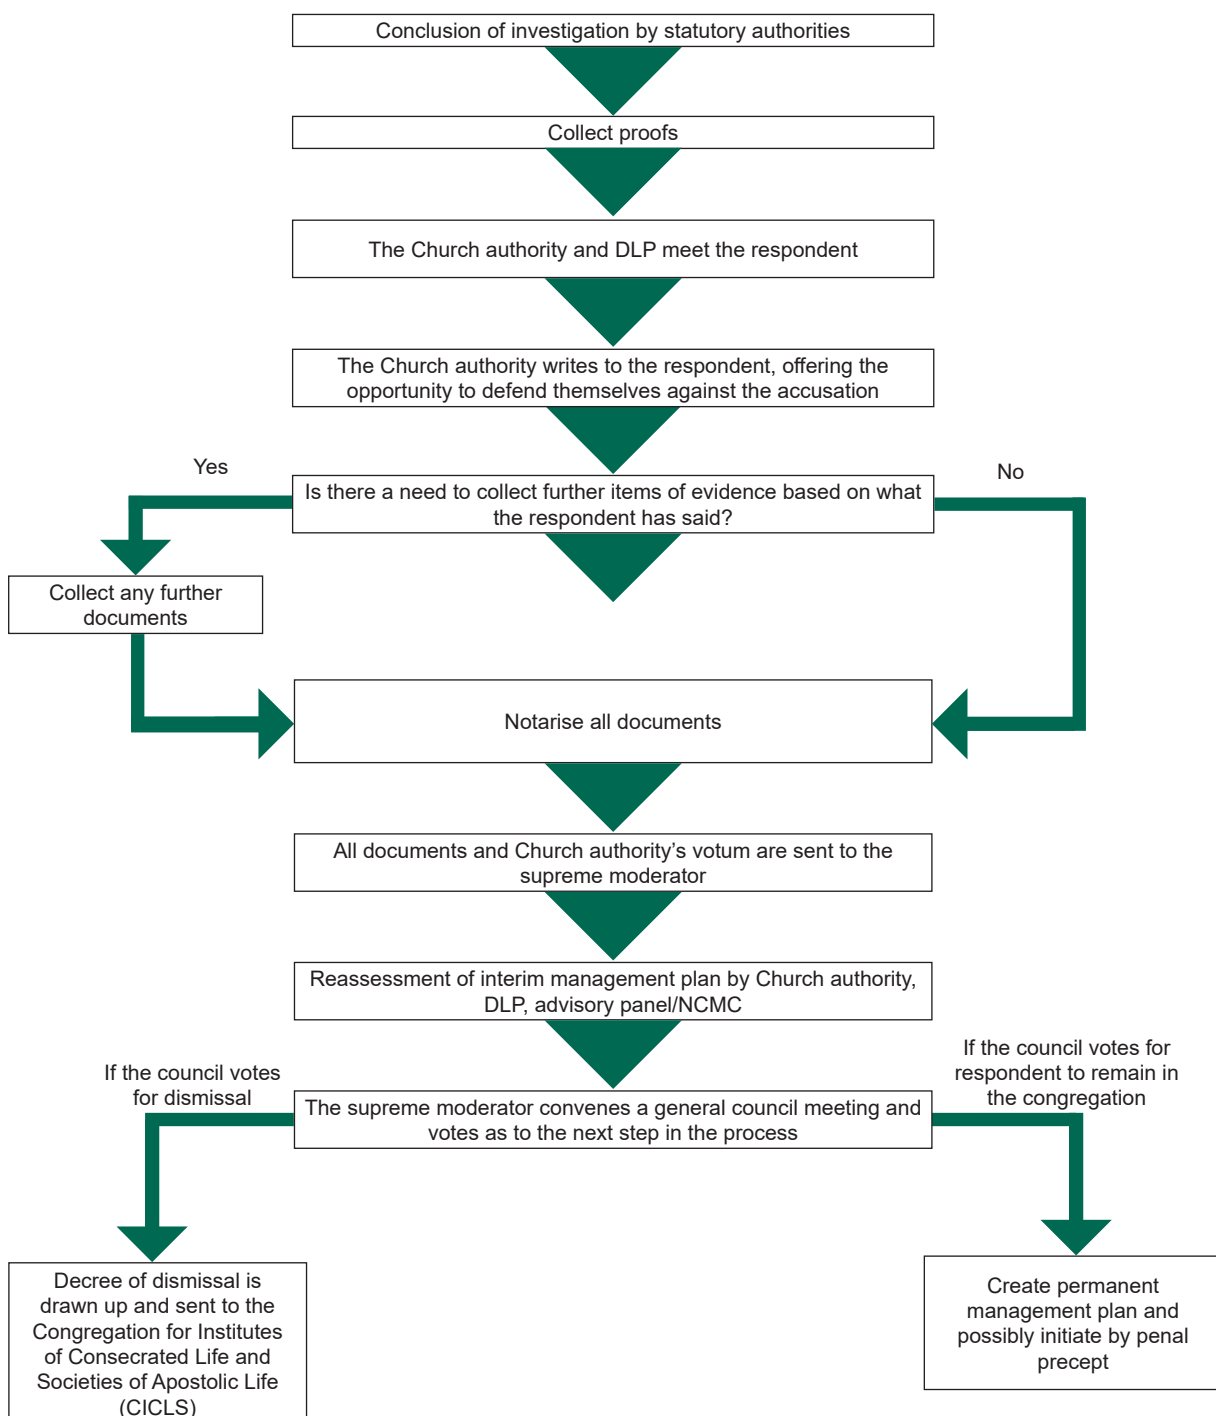 Conclusion of investigation by statutory authorities
Collect proofs
The Church authority and DLP meet the respondent
The Church authority writes to the respondent, offering the
opportunity to defend themselves against the accusation
Yes
No
Is there a need to collect further items of evidence based on what
the respondent has said?
Collect any further
documents
Notarise all documents
All documents and Church authority’s votum are sent to the
supreme moderator
Reassessment of interim management plan by Church authority,
DLP, advisory panel/NCMC
If the council votes
for dismissal
If the council votes for
respondent to remain in
the congregation
The supreme moderator convenes a general council meeting and
votes as to the next step in the process
Decree of dismissal is
drawn up and sent to the
Congregation for Institutes
of Consecrated Life and
Societies of Apostolic Life
(CICLS)
Create permanent
management plan and
possibly initiate by penal
precept